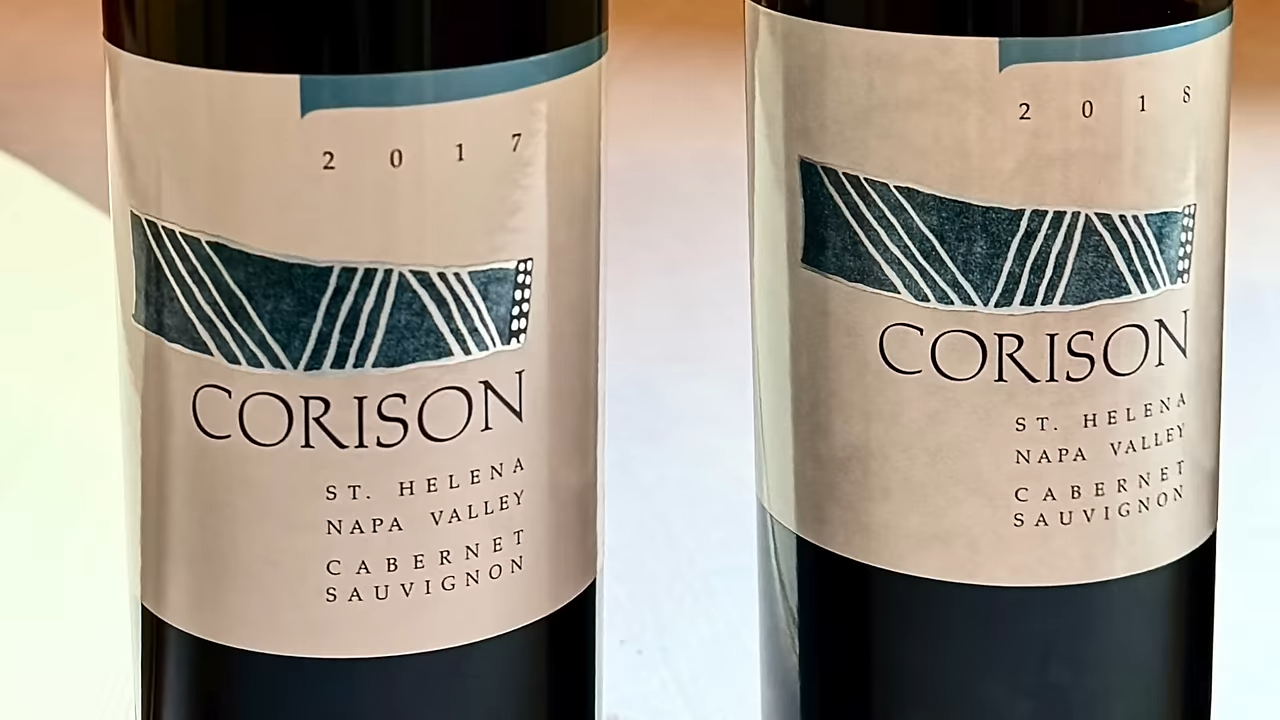 2 0 1 7
CORISON
ST. HELENA
NAPA VALLEY
CABERNET
SAUVIGNON
2 0 1 8
CORISON
ST. HELENA
NAPA VALLEY
CABERNET
SAUVIGNON